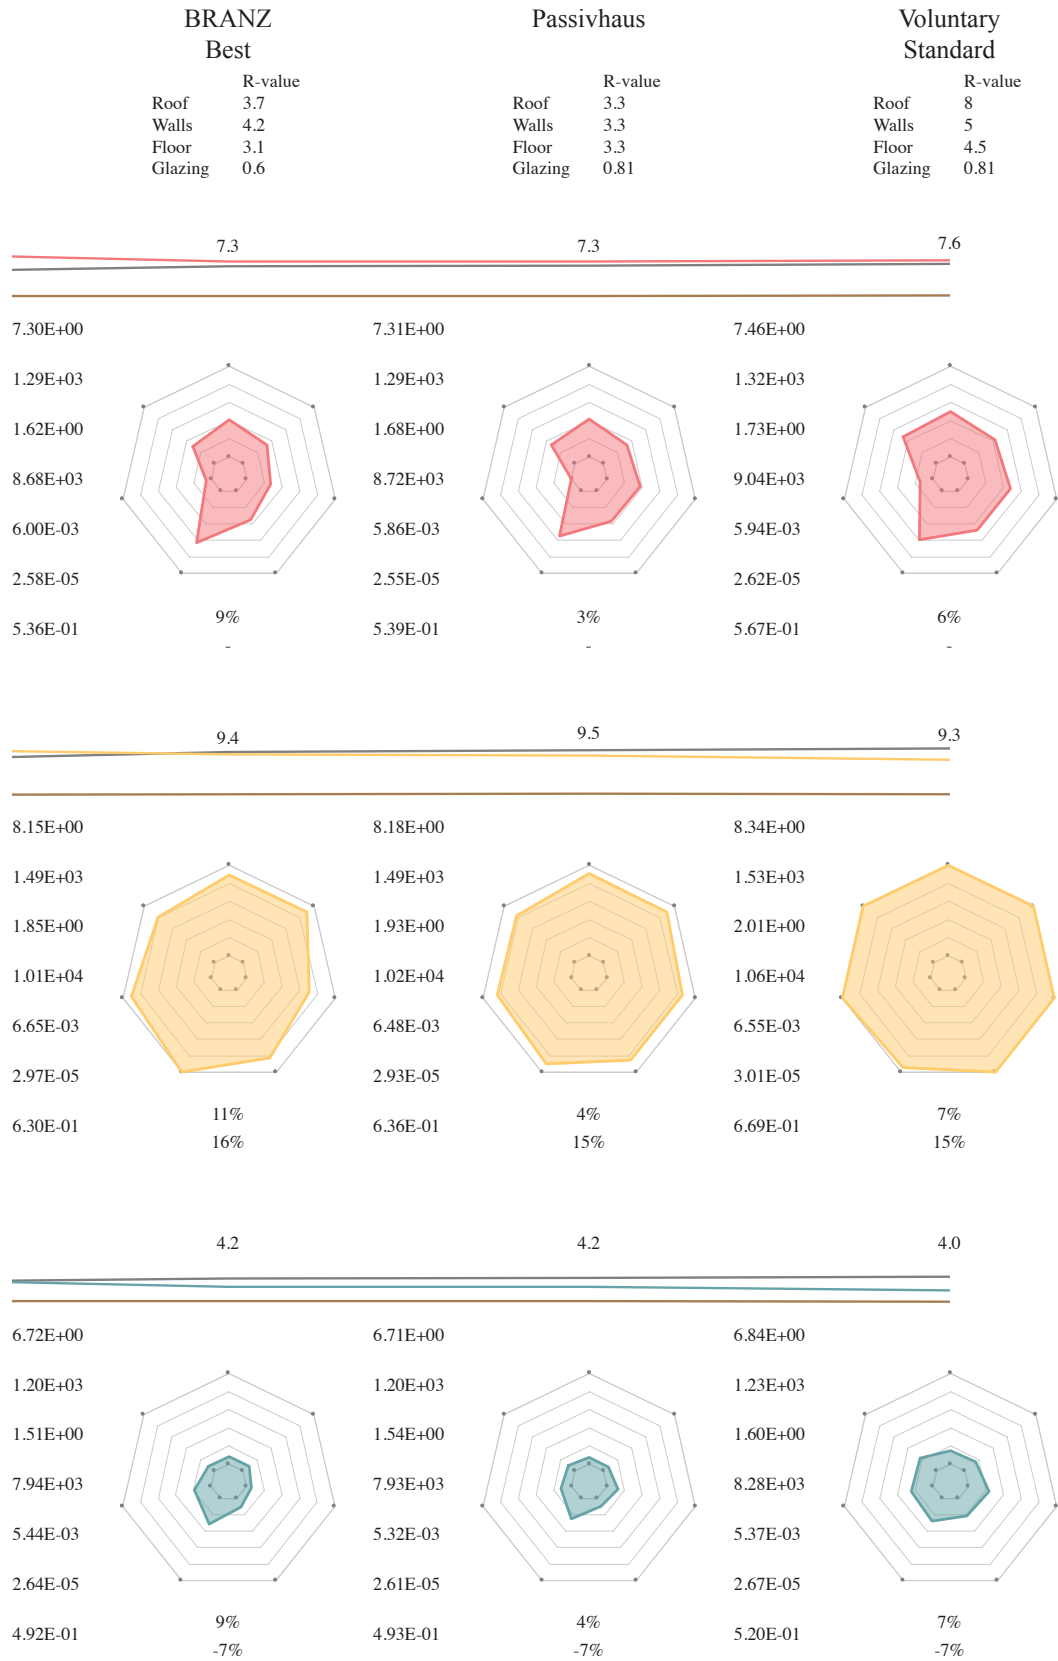 BRANZ
Best
Passivhaus
Voluntary
Standard
R-value
Roof 3.7
Walls 4.2
Floor 3.1
Glazing 0.6
R-value
Roof 3.3
Walls 3.3
Floor 3.3
Glazing 0.81
R-value
Roof 8
Walls 5
Floor 4.5
Glazing 0.81
7.3 7.3 7.6
7.30E+00 7.31E+00 7.46E+00
1.29E+03 1.29E+03 1.32E+03
1.62E+00 1.68E+00 1.73E+00
8.68E+03 8.72E+03 9.04E+03
6.00E-03 5.86E-03 5.94E-03
2.58E-05 2.55E-05 2.62E-05
9% 3% 6%
5.36E-01 5.39E-01 5.67E-01
- - -
9.4 9.5 9.3
8.15E+00 8.18E+00 8.34E+00
1.49E+03 1.49E+03 1.53E+03
1.85E+00 1.93E+00 2.01E+00
1.01E+04 1.02E+04 1.06E+04
6.65E-03 6.48E-03 6.55E-03
2.97E-05 2.93E-05 3.01E-05
11% 4% 7%
6.30E-01 6.36E-01 6.69E-01
16% 15% 15%
4.2 4.2 4.0
6.72E+00 6.71E+00 6.84E+00
1.20E+03 1.20E+03 1.23E+03
1.51E+00 1.54E+00 1.60E+00
7.94E+03 7.93E+03 8.28E+03
5.44E-03 5.32E-03 5.37E-03
2.64E-05 2.61E-05 2.67E-05
9% 4% 7%
4.92E-01 4.93E-01 5.20E-01
-7% -7% -7%